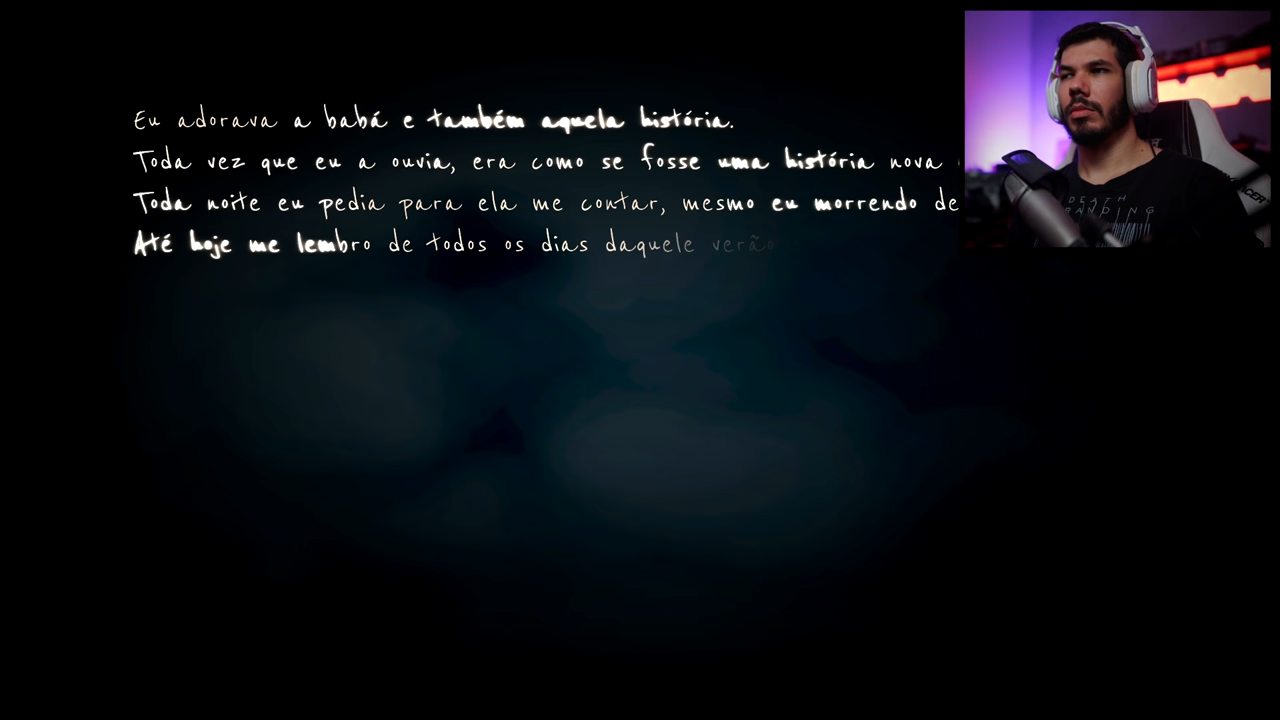 Eu adorava a babá e também aquela história.
Toda vez que eu a ouvia, era como se fosse uma história nova
Toda noite eu pedia para ela me contar, mesmo eu morrendo de
Até hoje me lembro de todos os dias daquele verão
DEATH